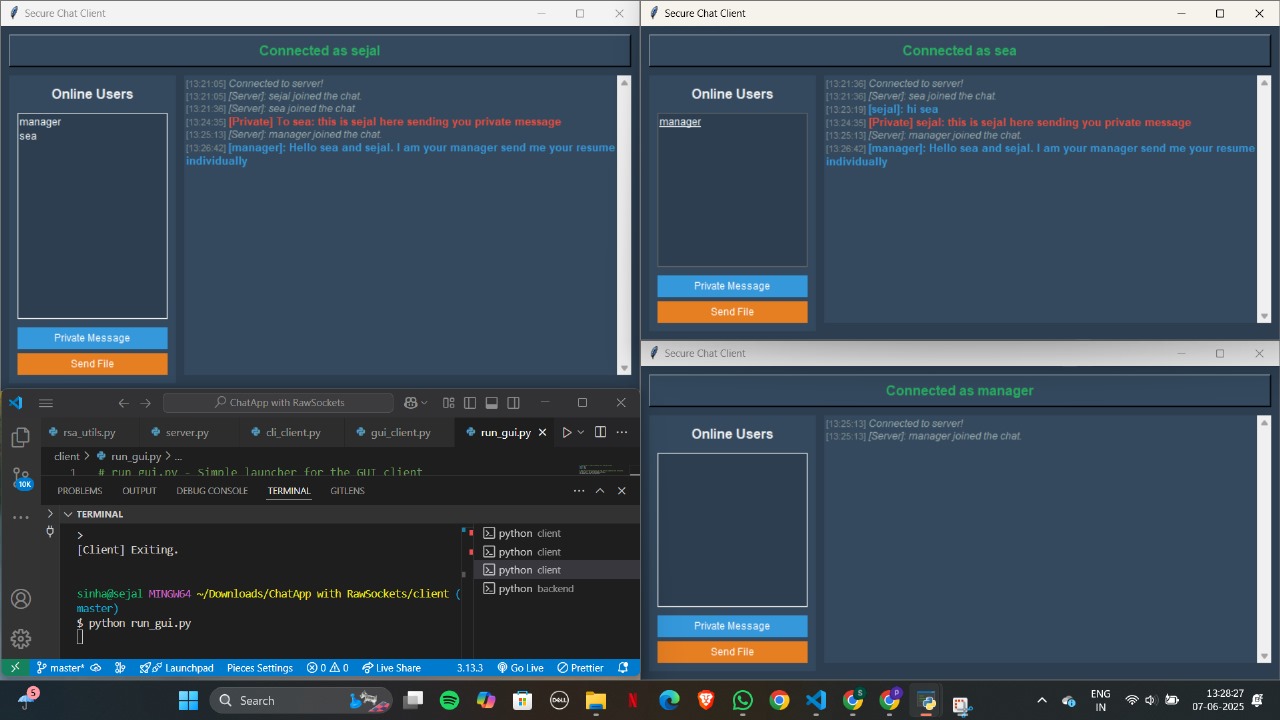 Secure Chat Client
Connected as sejal
Online Users
manager
sea
Private Message
Send File
[13:21:05] Connected to server!
[13:21:05] [Server]: sejal joined the chat.
[13:21:36] [Server]: sea joined the chat.
[13:24:35] [Private] To sea: this is sejal here sending you private message
[13:25:13] [Server]: manager joined the chat.
[13:26:42] [manager]: Hello sea and sejal. I am your manager send me your resume
individually
Secure Chat Client
Connected as sea
Online Users
manager
Private Message
Send File
[13:21:36] Connected to server!
[13:21:36] [Server]: sea joined the chat.
[13:23:19] [sejal]: hi sea
[13:24:35] [Private] sejal: this is sejal here sending you private message
[13:25:13] [Server]: manager joined the chat.
[13:26:42] [manager]: Hello sea and sejal. I am your manager send me your resume
individually
Secure Chat Client
Connected as manager
Online Users
Private Message
Send File
[13:25:13] Connected to server!
[13:25:13] [Server]: manager joined the chat.
ChatApp with RawSockets
rsa_utils.py server.py cli_client.py gui_client.py run_gui.py
client > run_gui.py > ...
1 # run_gui.py - Simple launcher for the GUI client
PROBLEMS OUTPUT DEBUG CONSOLE TERMINAL GITLENS
TERMINAL
>
[Client] Exiting.
sinha@sejal MINGW64 ~/Downloads/ChatApp with RawSockets/client (
master)
$ python run_gui.py
python client
python client
python client
python backend
10K
master* Launchpad Pieces Settings 0 0 Live Share 3.13.3 Go Live Prettier
5
Search
DELL
S
P
ENG
IN
13:28:27
07-06-2025